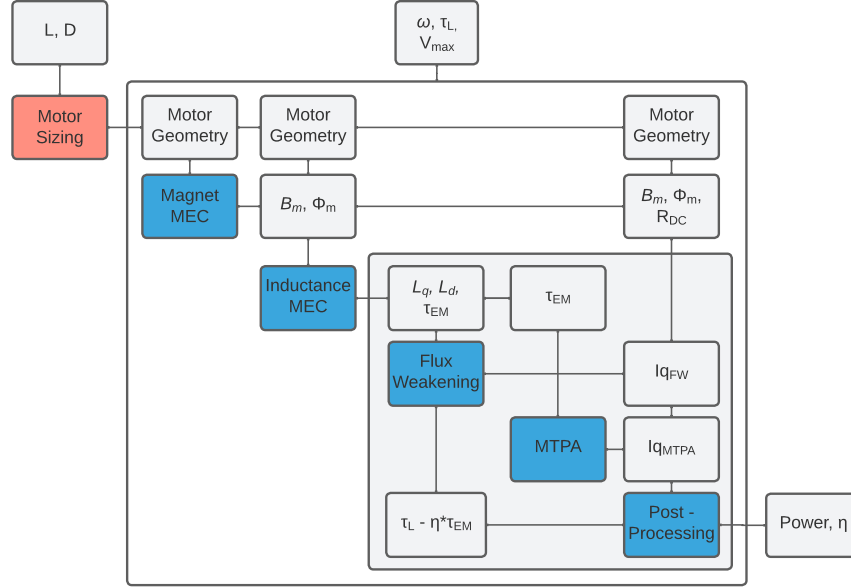 L, D
ω, τL,
Vmax
Motor
Sizing
Motor
Geometry
Motor
Geometry
Motor
Geometry
Magnet
MEC
Bm, Φm
Bm, Φm,
RDC
Inductance
MEC
Lq, Ld,
τEM
τEM
Flux
Weakening
IqFW
MTPA
IqMTPA
τL - η*τEM
Post -
Processing
Power, η